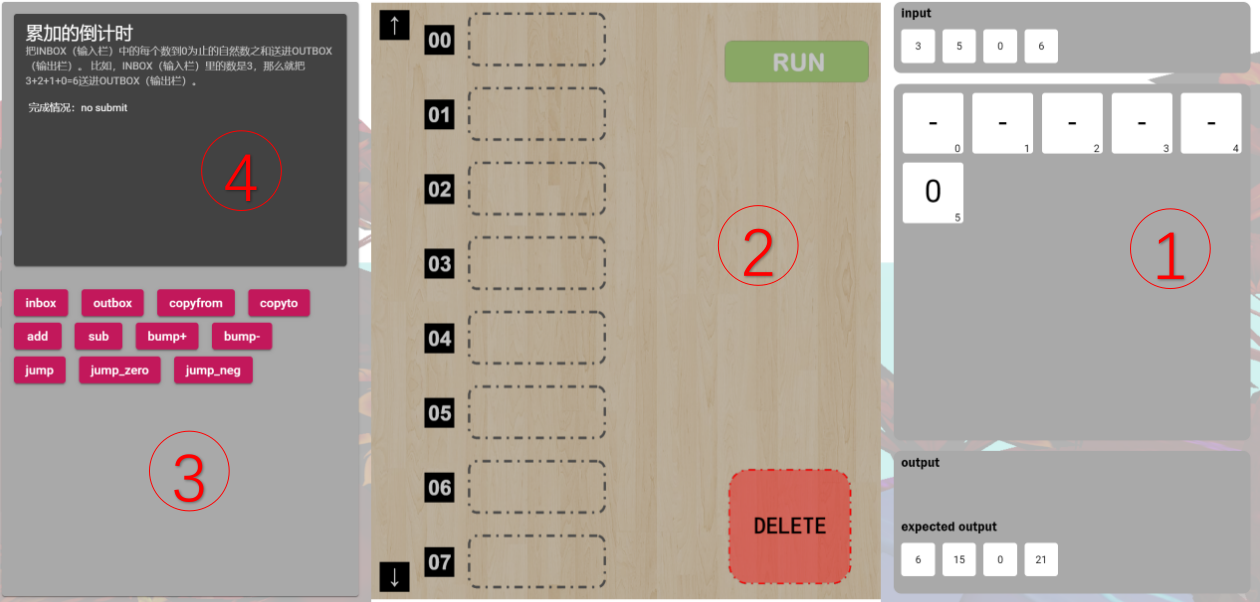 累加的倒计时
把INBOX（输入栏）中的每个数到0为止的自然数之和送进OUTBOX
（输出栏）。比如，INBOX（输入栏）里的数是3，那么就把
3+2+1+0=6送进OUTBOX（输出栏）。
完成情况：no submit
④
inbox outbox copyfrom copyto
add sub bump+ bump-
jump jump_zero jump_neg
③
↑
00
01
02
03
04
05
06
07
↓
RUN
②
DELETE
input
3 5 0 6
- - - - -
0 1 2 3 4
0
5
①
output
expected output
6 15 0 21